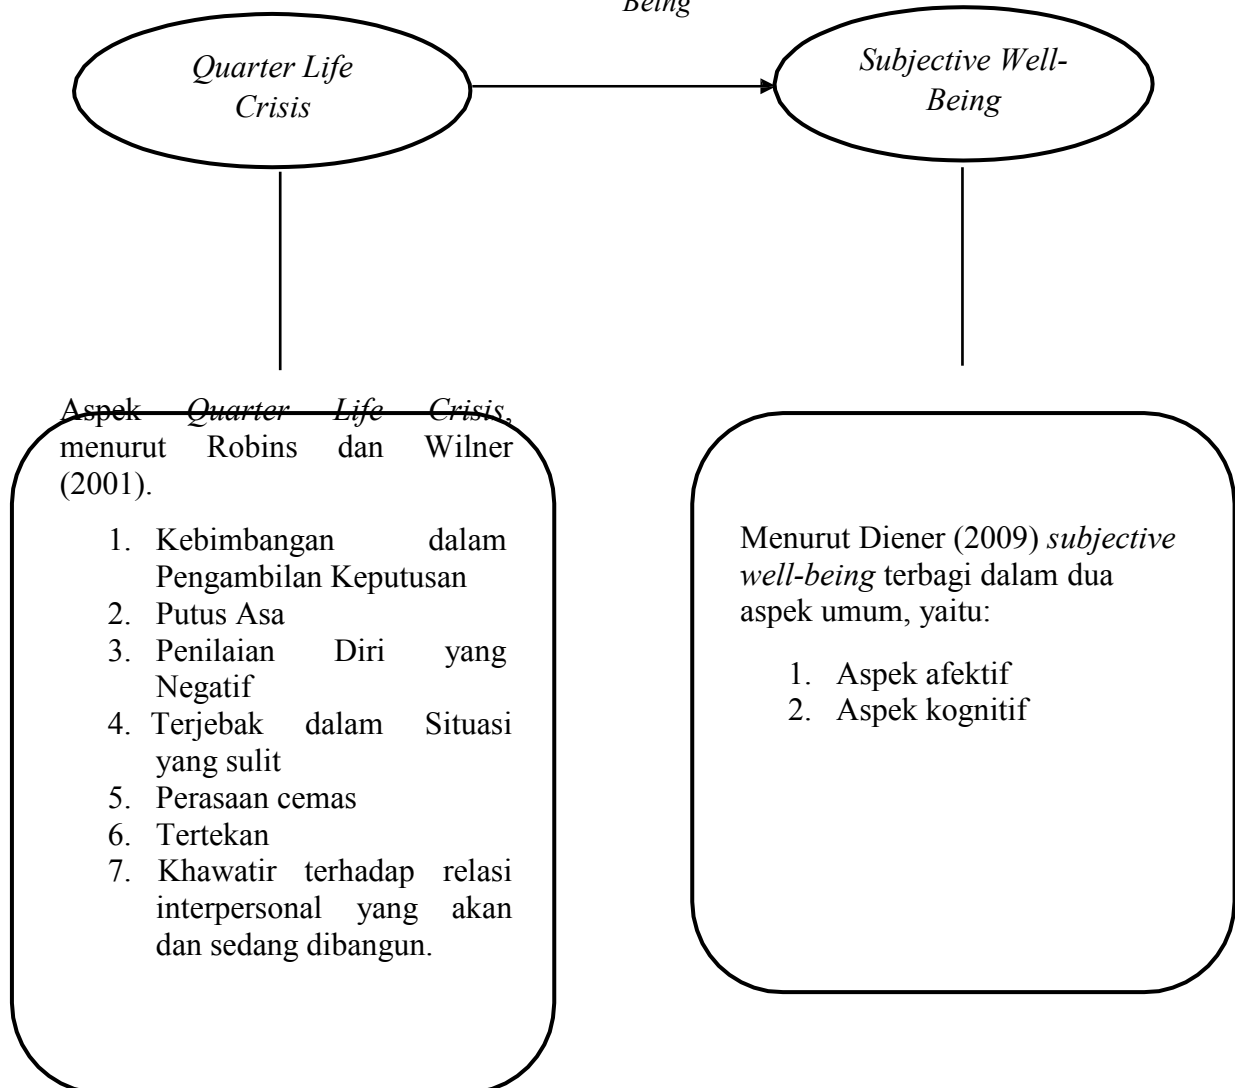 Being
Quarter Life
Crisis
Subjective Well-
Being
Aspek Quarter Life Crisis,
menurut Robins dan Wilner
(2001).
1. Kebimbangan dalam
Pengambilan Keputusan
2. Putus Asa
3. Penilaian Diri yang
Negatif
4. Terjebak dalam Situasi
yang sulit
5. Perasaan cemas
6. Tertekan
7. Khawatir terhadap relasi
interpersonal yang akan
dan sedang dibangun.
Menurut Diener (2009) subjective
well-being terbagi dalam dua
aspek umum, yaitu:
1. Aspek afektif
2. Aspek kognitif